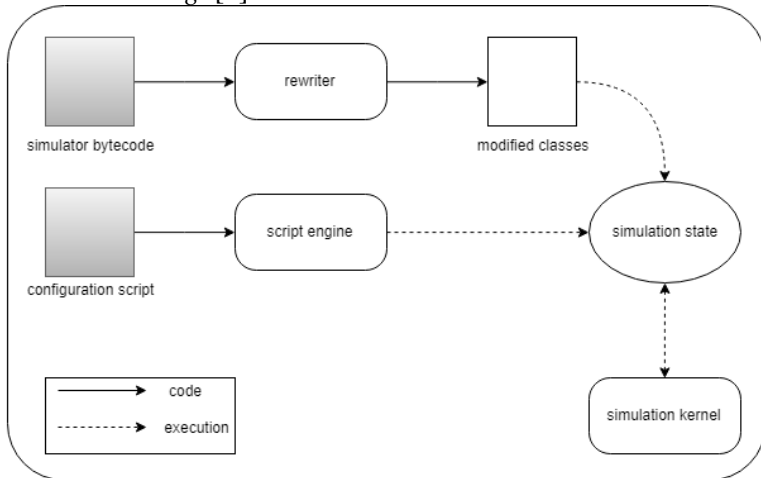 rewriter
simulator bytecode
modified classes
script engine
simulation state
configuration script
code
execution
simulation kernel